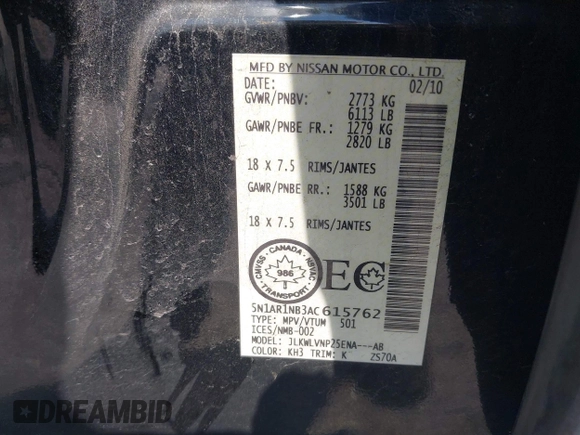 MFD BY NISSAN MOTOR CO., LTD.
DATE: 02/10
GVWR/PNBV: 2773 KG
6113 LB
GAWR/PNBE FR.: 1279 KG
2820 LB
18 X 7.5 RIMS/JANTES
GAWR/PNBE RR.: 1588 KG
3501 LB
18 X 7.5 RIMS/JANTES
CMVSS · CANADA · NSVAC
986
TRANSPORT
EC
5N1AR1NB3AC615762
TYPE: MPV/VTUM 501
ICES/NMB-002
MODEL: JLKWLVNP25ENA---AB
COLOR: KH3 TRIM: K ZS70A
DREAMBID